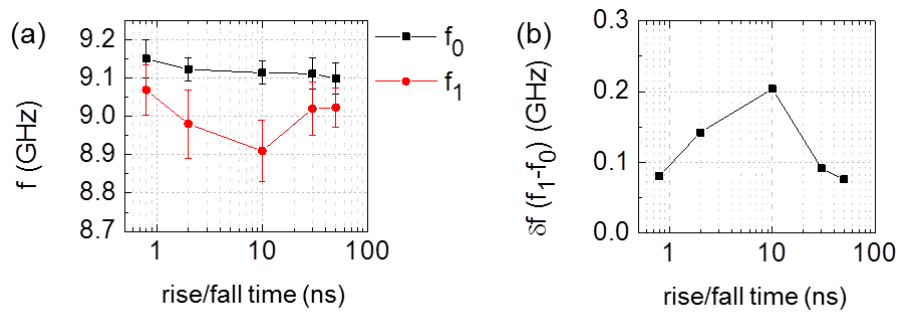 (a)
9.2
9.1
9.0
8.9
8.8
8.7
f (GHz)
1
10
100
rise/fall time (ns)
f₀
f₁
(b)
0.3
0.2
0.1
0.0
δf (f₁-f₀) (GHz)
1
10
100
rise/fall time (ns)